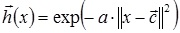 h⃗(x) = exp(−a·‖x − c⃗‖²)